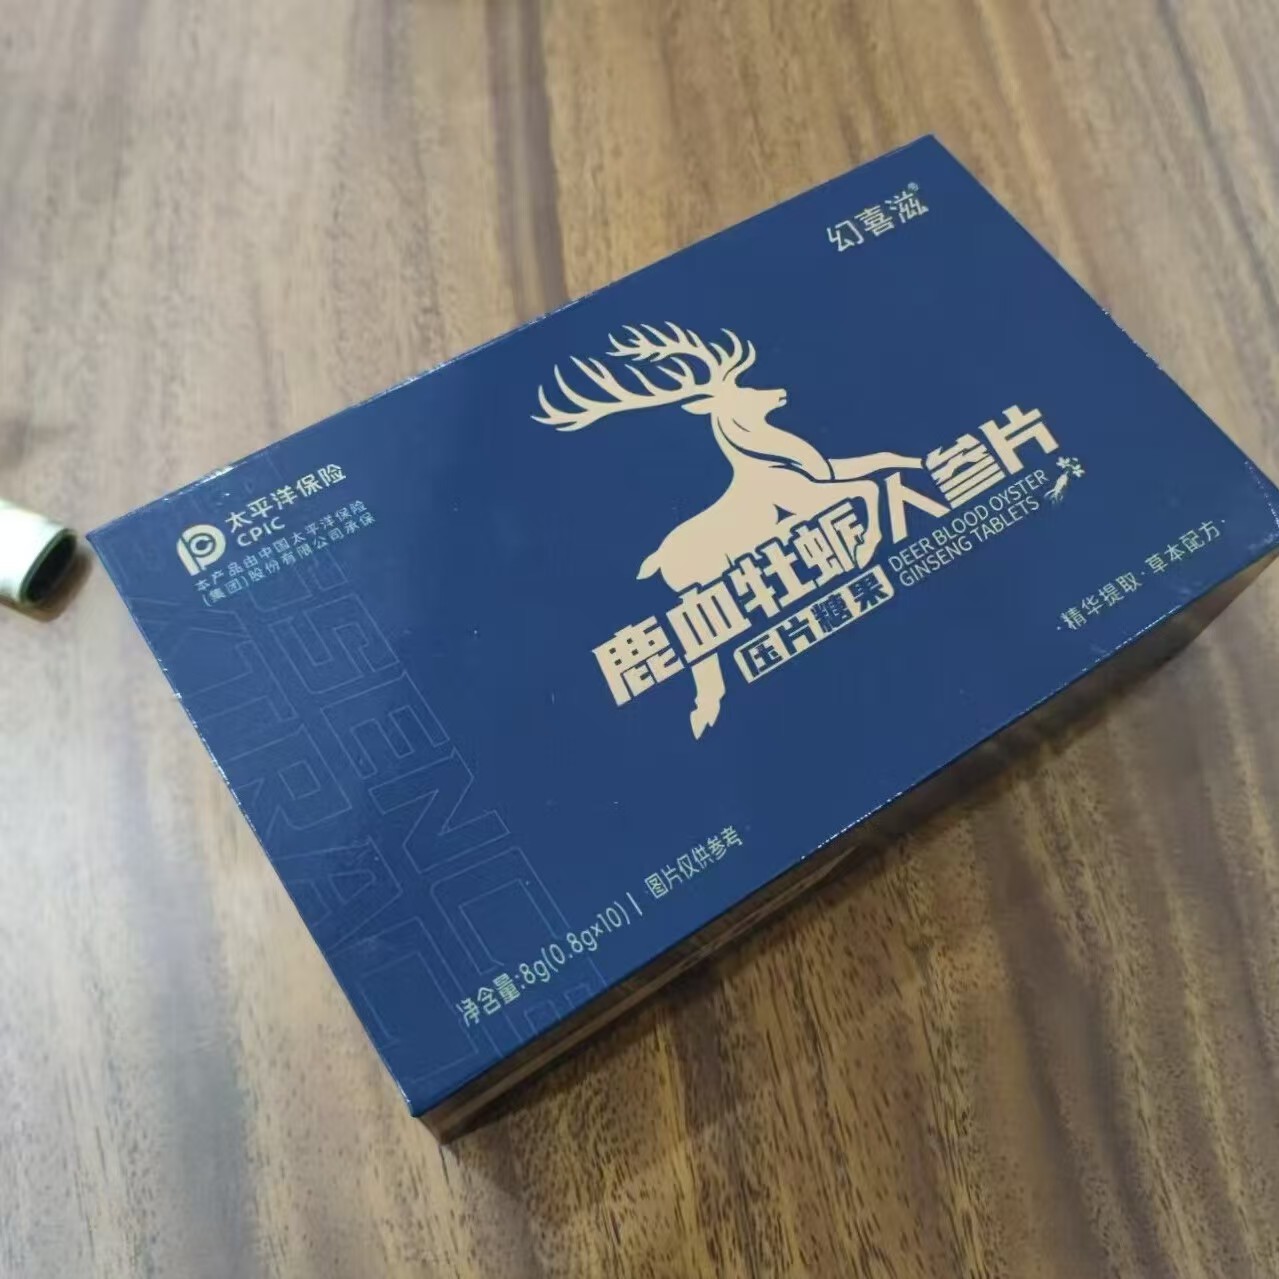 幻喜滋®
太平洋保险
CPIC
本产品由中国太平洋保险
(集团)股份有限公司承保
鹿血牡蛎人参片
压片糖果
DEER BLOOD OYSTER
GINSENG TABLETS
·精华提取·草本配方·
ESSENCE
EXTRACT
净含量:8g(0.8g×10) | 图片仅供参考